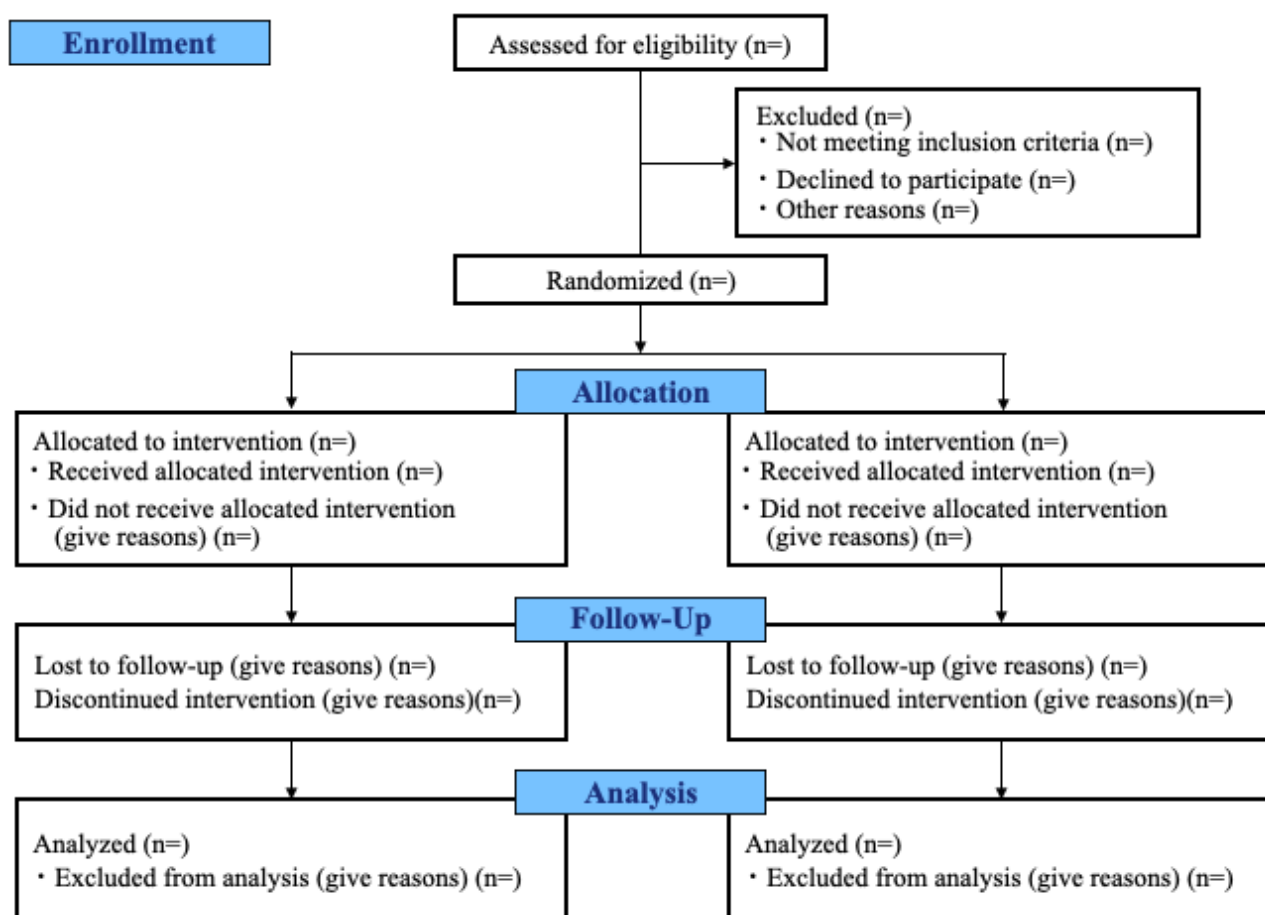 Enrollment
Assessed for eligibility (n=)
Excluded (n=)
・Not meeting inclusion criteria (n=)
・Declined to participate (n=)
・Other reasons (n=)
Randomized (n=)
Allocation
Allocated to intervention (n=)
・Received allocated intervention (n=)
・Did not receive allocated intervention
(give reasons) (n=)
Allocated to intervention (n=)
・Received allocated intervention (n=)
・Did not receive allocated intervention
(give reasons) (n=)
Follow-Up
Lost to follow-up (give reasons) (n=)
Discontinued intervention (give reasons)(n=)
Lost to follow-up (give reasons) (n=)
Discontinued intervention (give reasons)(n=)
Analysis
Analyzed (n=)
・Excluded from analysis (give reasons) (n=)
Analyzed (n=)
・Excluded from analysis (give reasons) (n=)